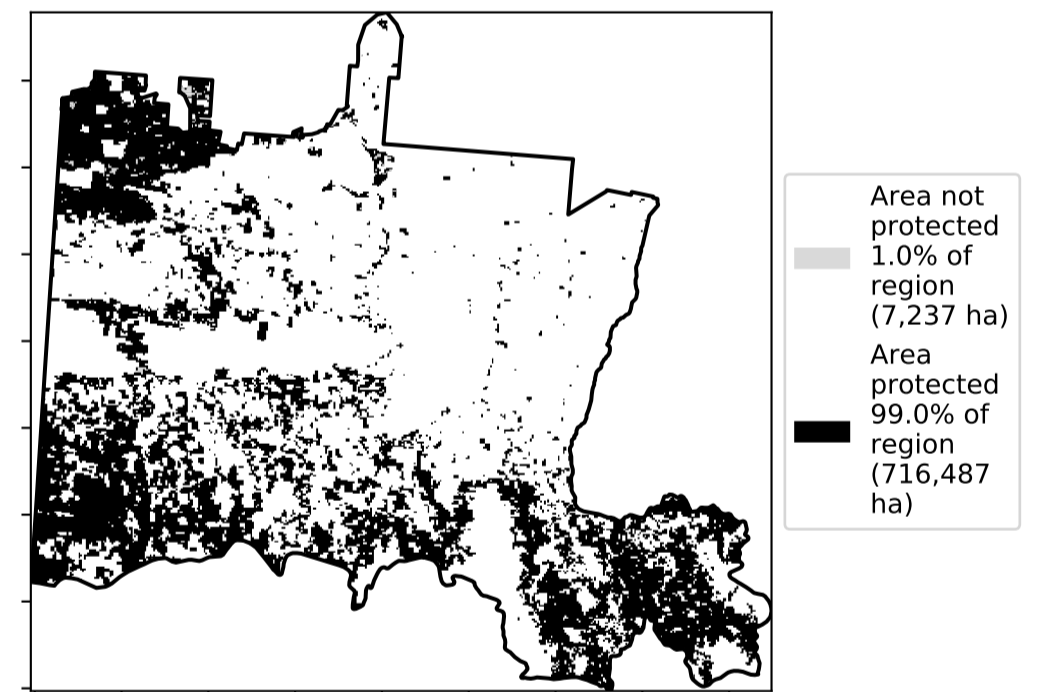 Area not
protected
1.0% of
region
(7,237 ha)
Area
protected
99.0% of
region
(716,487
ha)